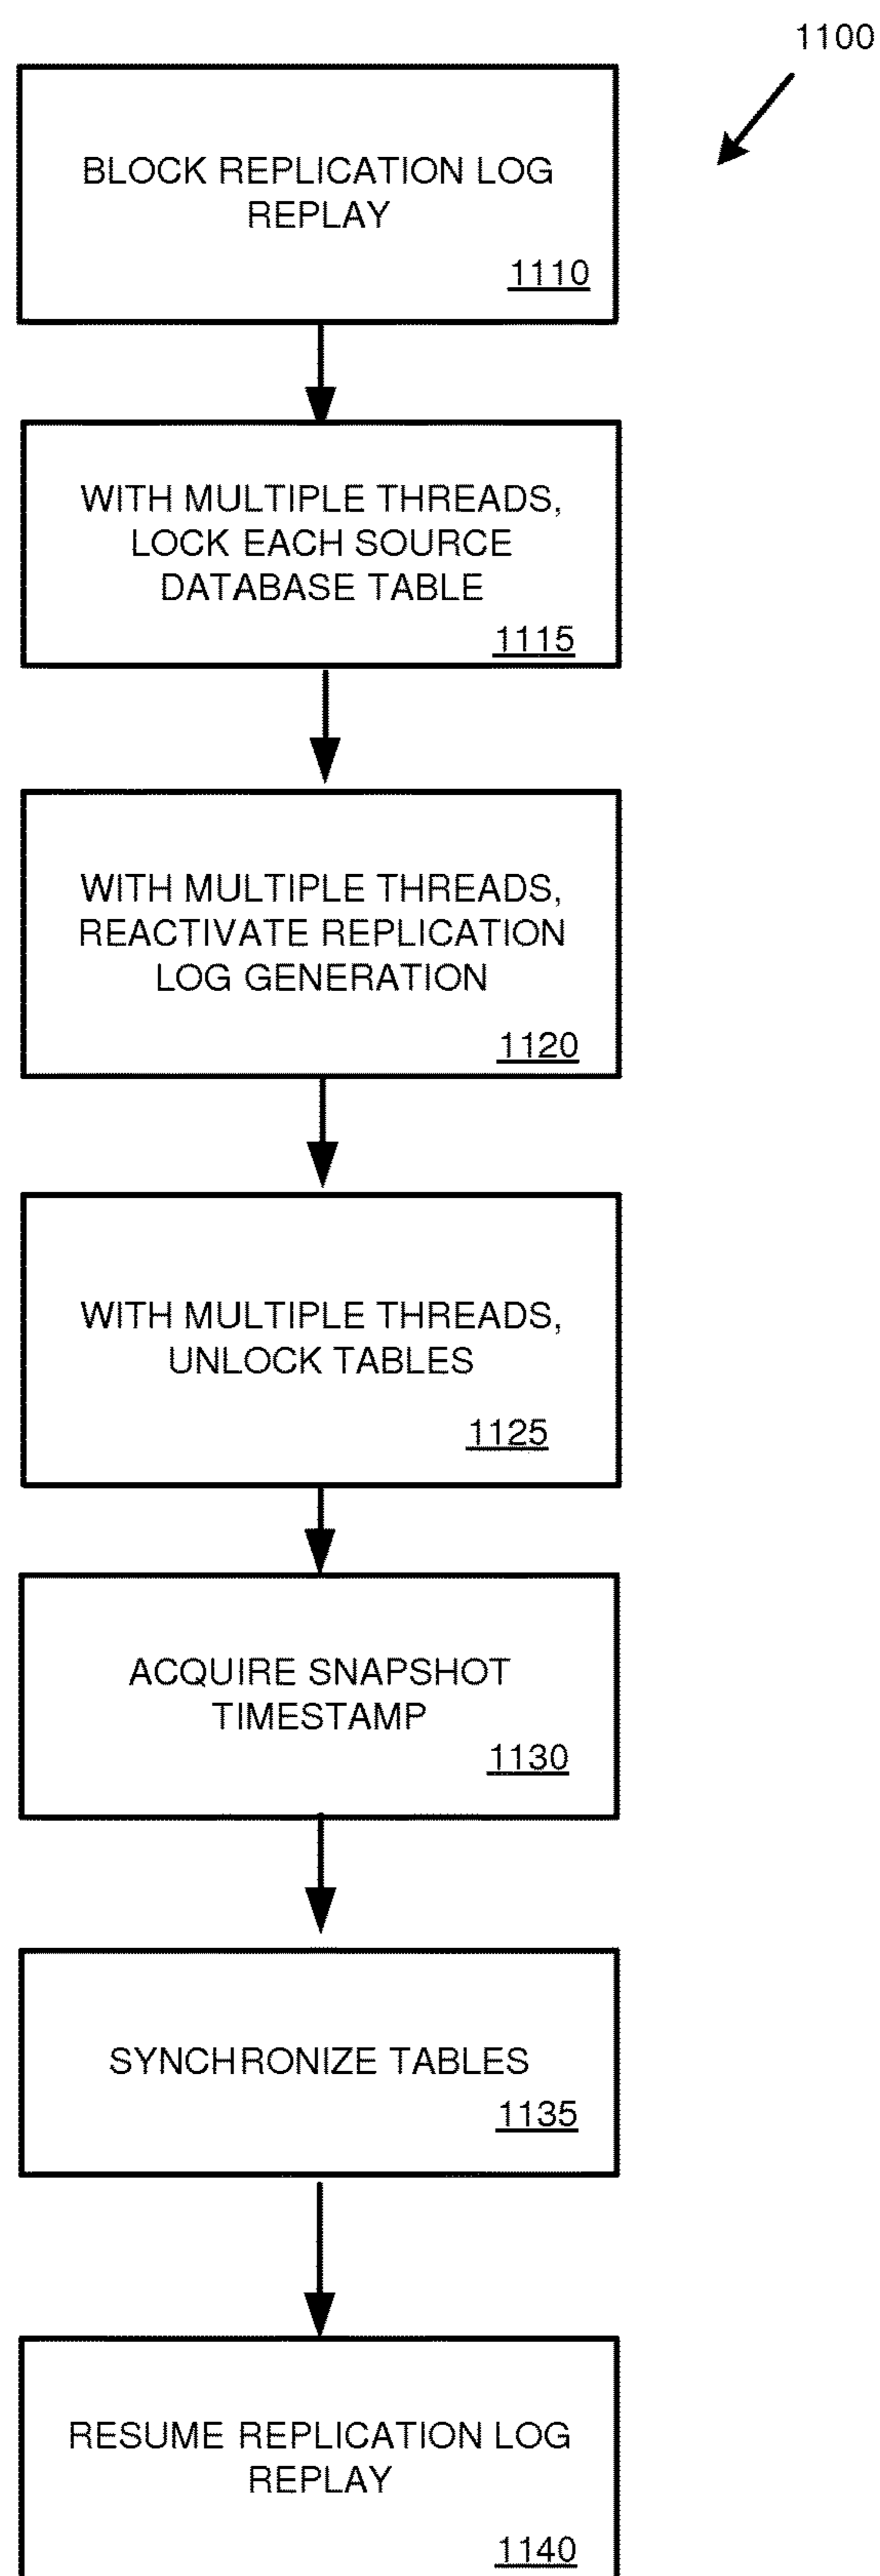 1100
BLOCK REPLICATION LOG
REPLAY
1110
WITH MULTIPLE THREADS,
LOCK EACH SOURCE
DATABASE TABLE
1115
WITH MULTIPLE THREADS,
REACTIVATE REPLICATION
LOG GENERATION
1120
WITH MULTIPLE THREADS,
UNLOCK TABLES
1125
ACQUIRE SNAPSHOT
TIMESTAMP
1130
SYNCHRONIZE TABLES
1135
RESUME REPLICATION LOG
REPLAY
1140